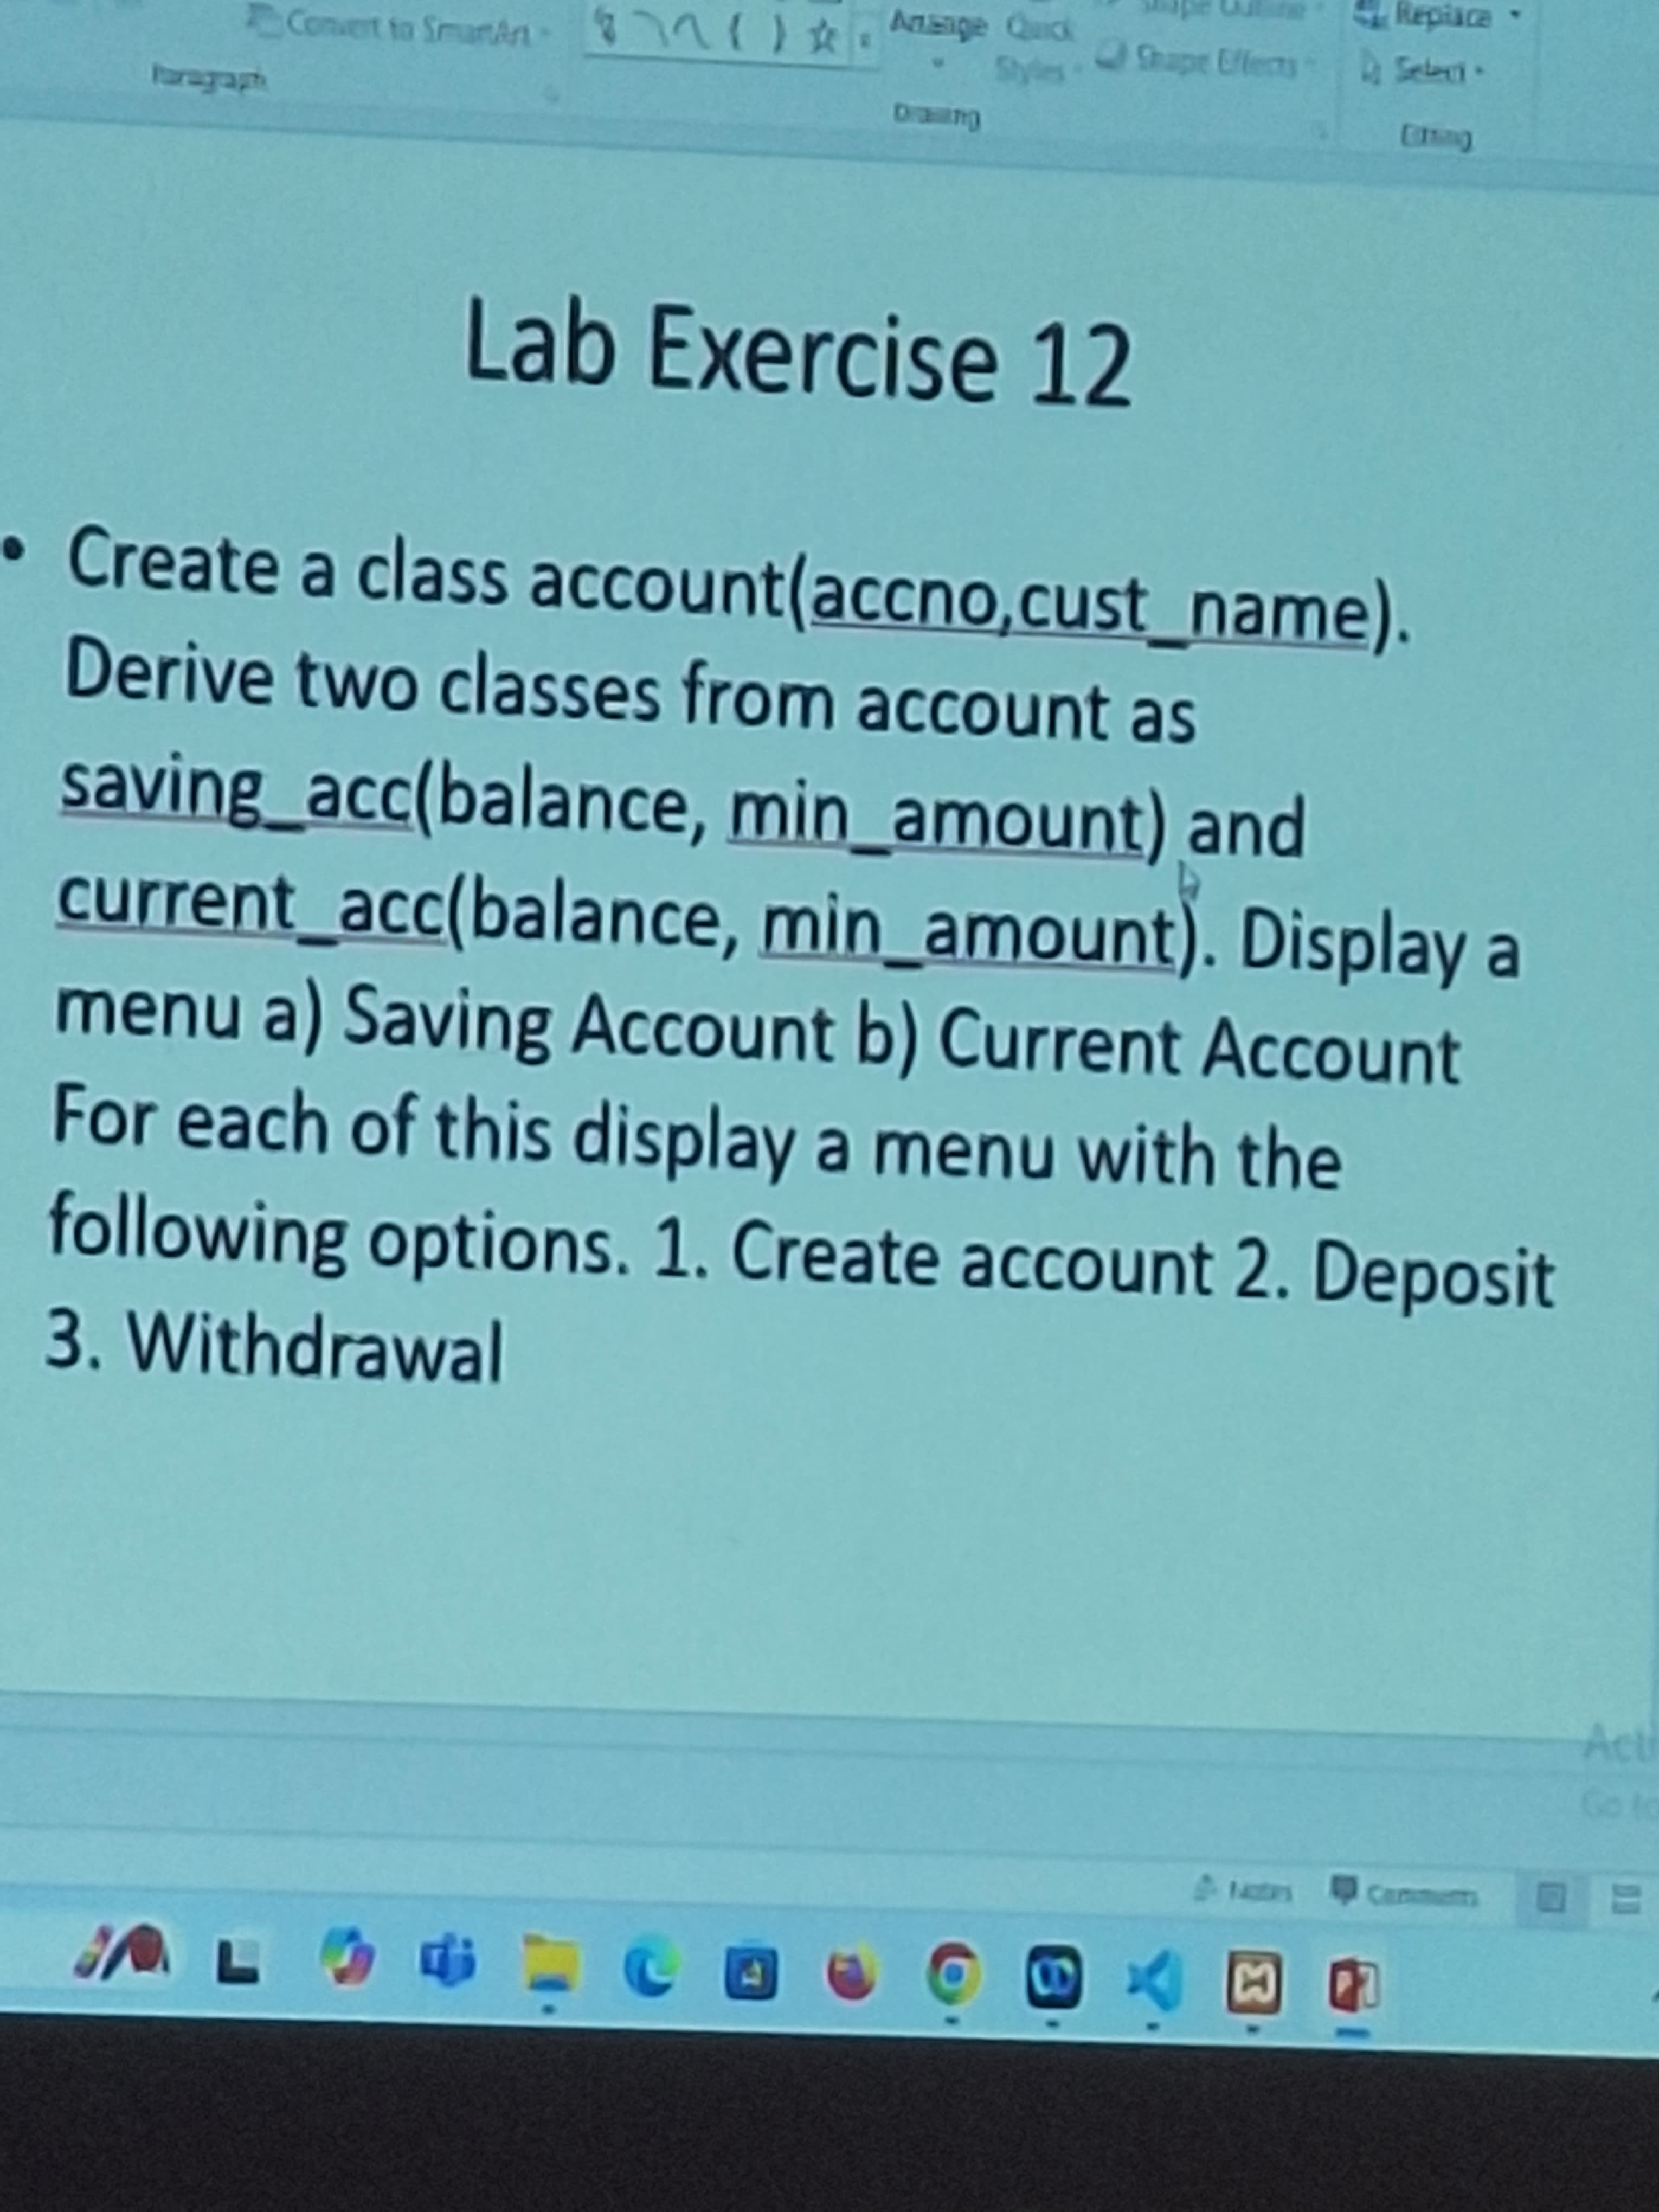 Convert to SmartArt
Arrange
Quick
Styles
Shape Outline
Shape Effects
Replace
Select
Paragraph
Drawing
Editing
Lab Exercise 12
• Create a class account(accno,cust_name).
Derive two classes from account as
saving_acc(balance, min_amount) and
current_acc(balance, min_amount). Display a
menu a) Saving Account b) Current Account
For each of this display a menu with the
following options. 1. Create account 2. Deposit
3. Withdrawal
Go to
Notes
Comments